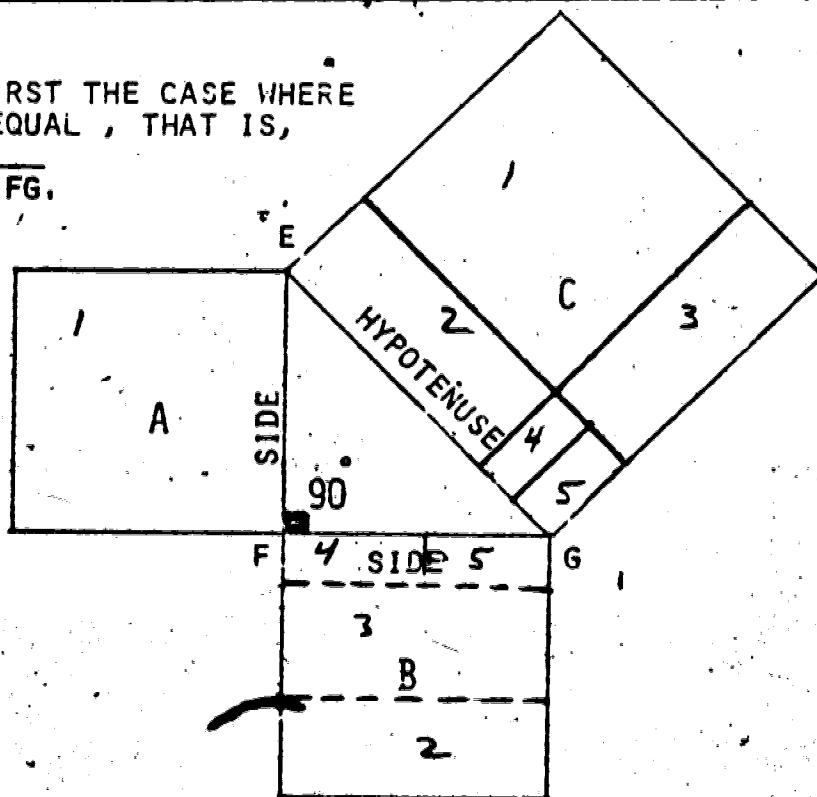 RST THE CASE WHERE
EQUAL , THAT IS,
FG.
E
1
C
2
3
HYPOTENUSE
1
A
SIDE
4
5
90°
F
4
SIDE
5
G
3
B
2